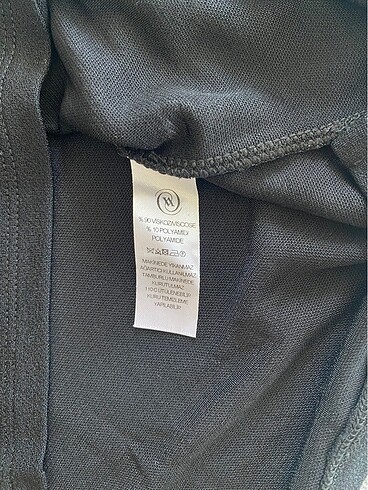 % 90 VİSKOZ/VISCOSE
% 10 POLYAMİD/
POLYAMIDE
MAKİNEDE YIKANMAZ
AĞARTICI KULLANILMAZ
TAMBURLU MAKİNEDE
KURUTULMAZ
110 C ÜTÜLENEBİLİR
KURU TEMİZLEME
YAPILABİLİR